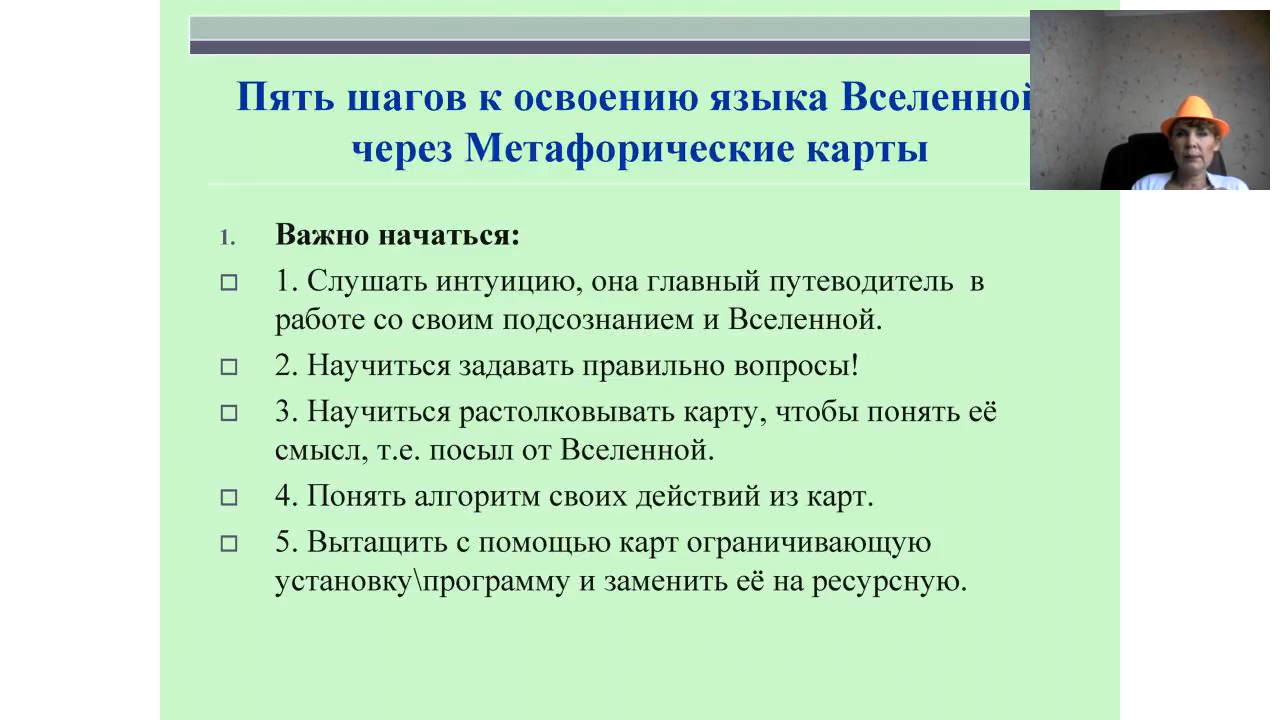 Пять шагов к освоению языка Вселенной
через Метафорические карты
1. Важно начаться:
1. Слушать интуицию, она главный путеводитель в
работе со своим подсознанием и Вселенной.
2. Научиться задавать правильно вопросы!
3. Научиться растолковывать карту, чтобы понять её
смысл, т.е. посыл от Вселенной.
4. Понять алгоритм своих действий из карт.
5. Вытащить с помощью карт ограничивающую
установку\программу и заменить её на ресурсную.